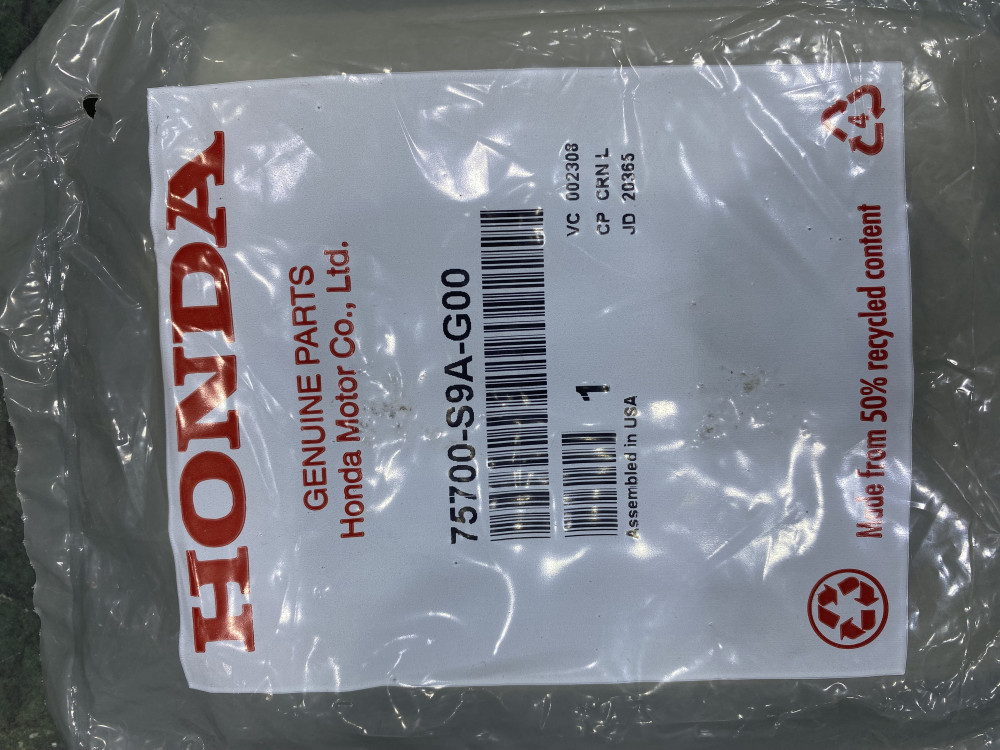 HONDA
GENUINE PARTS
Honda Motor Co., Ltd.
75700-S9A-G00
1
Assembled in USA
VC 002308
CP CRN L
JD 20365
Made from 50% recycled content
4